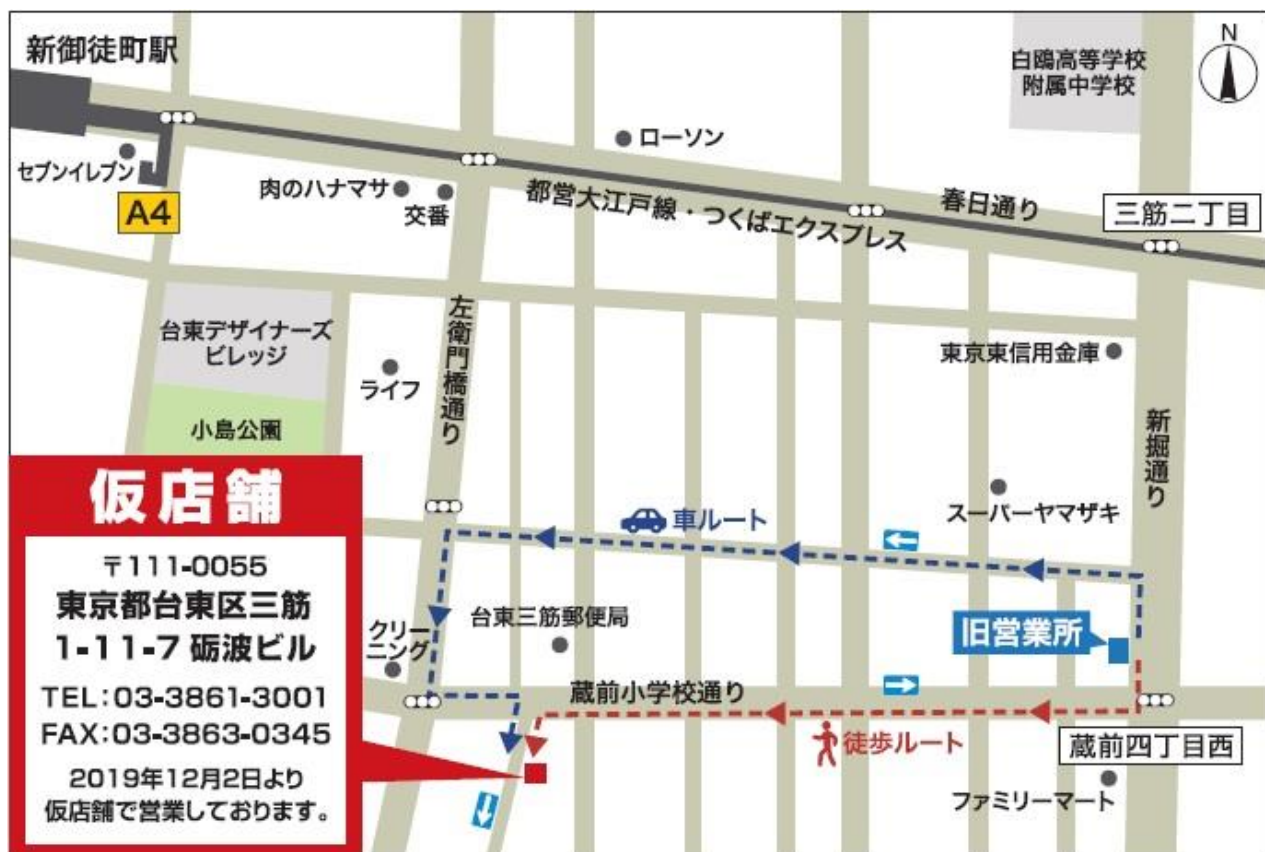 新御徒町駅
N
白鴎高等学校
附属中学校
ローソン
セブンイレブン
A4
肉のハナマサ
交番
都営大江戸線・つくばエクスプレス
春日通り
三筋二丁目
台東デザイナーズ
ビレッジ
小島公園
ライフ
左衛門橋通り
東京東信用金庫
新掘通り
スーパーヤマザキ
車ルート
仮店舗
〒111-0055
東京都台東区三筋
1-11-7 砺波ビル
TEL:03-3861-3001
FAX:03-3863-0345
2019年12月2日より
仮店舗で営業しております。
クリー
ニング
台東三筋郵便局
旧営業所
蔵前小学校通り
徒歩ルート
蔵前四丁目西
ファミリーマート